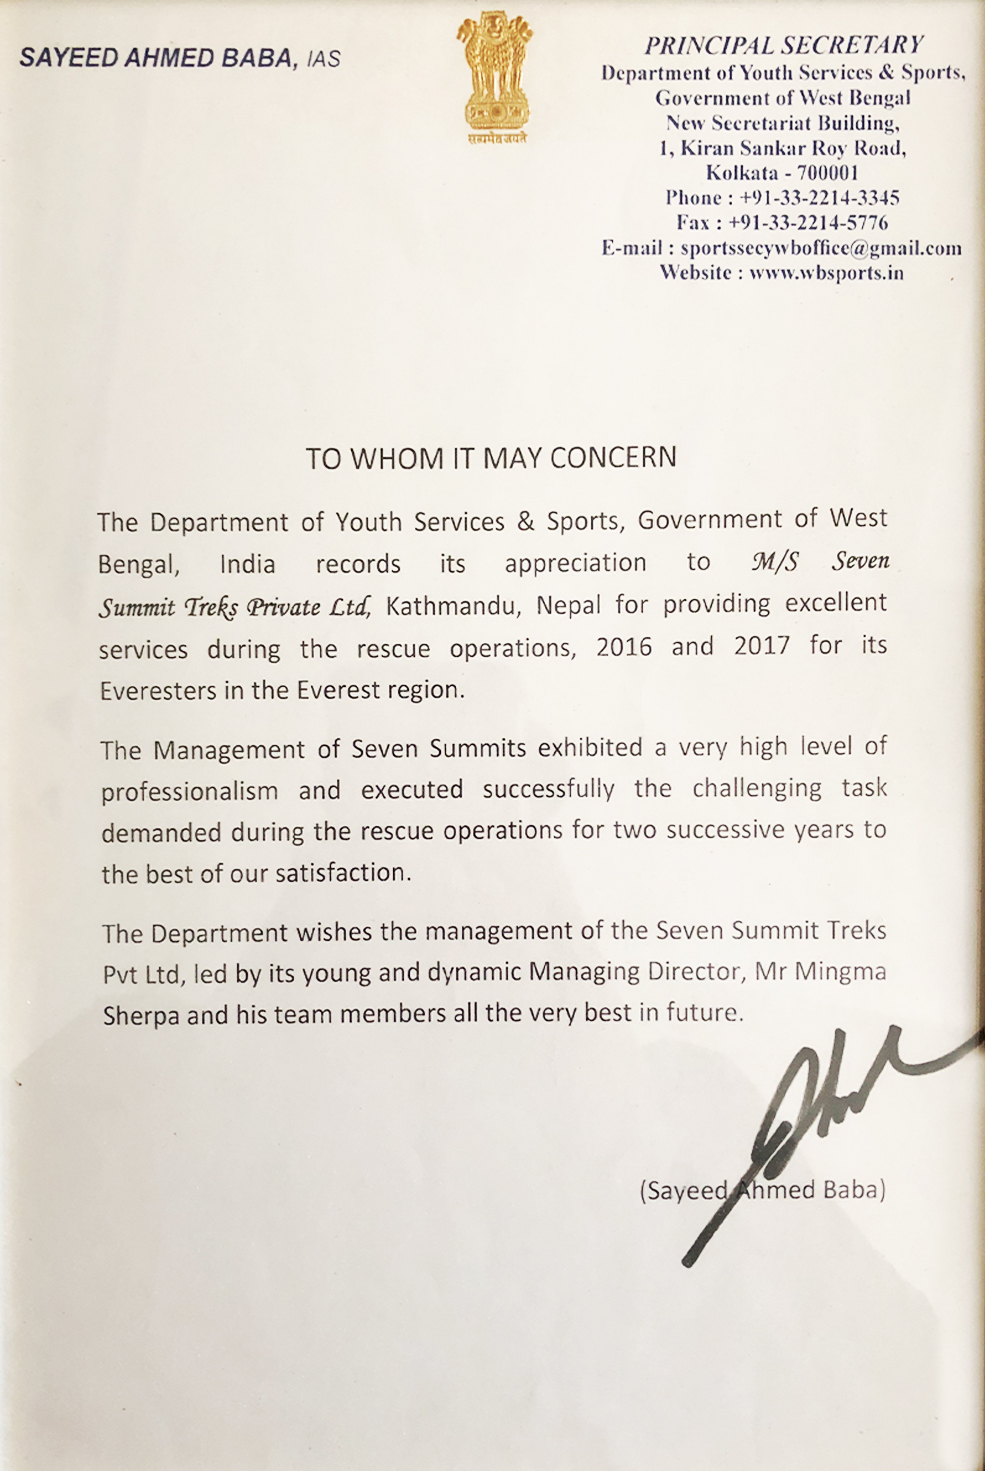 SAYEED AHMED BABA, IAS
सत्यमेव जयते
PRINCIPAL SECRETARY
Department of Youth Services & Sports,
Government of West Bengal
New Secretariat Building,
1, Kiran Sankar Roy Road,
Kolkata - 700001
Phone : +91-33-2214-3345
Fax : +91-33-2214-5776
E-mail : sportssecywboffice@gmail.com
Website : www.wbsports.in
TO WHOM IT MAY CONCERN
The Department of Youth Services & Sports, Government of West
Bengal, India records its appreciation to M/S Seven
Summit Treks Private Ltd, Kathmandu, Nepal for providing excellent
services during the rescue operations, 2016 and 2017 for its
Everesters in the Everest region.
The Management of Seven Summits exhibited a very high level of
professionalism and executed successfully the challenging task
demanded during the rescue operations for two successive years to
the best of our satisfaction.
The Department wishes the management of the Seven Summit Treks
Pvt Ltd, led by its young and dynamic Managing Director, Mr Mingma
Sherpa and his team members all the very best in future.
(Sayeed Ahmed Baba)